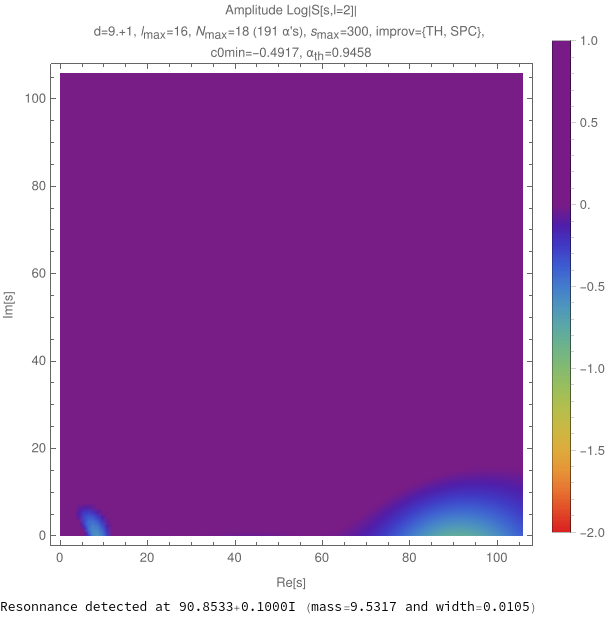 Amplitude Log|S[s,l=2]|
d=9.+1, lmax=16, Nmax=18 (191 α's), smax=300, improv={TH, SPC},
c0min=−0.4917, αth=0.9458
1.0
0.5
0.
−0.5
−1.0
−1.5
−2.0
100
80
60
40
20
0
Im[s]
0 20 40 60 80 100
Re[s]
Resonnance detected at 90.8533+0.1000I (mass=9.5317 and width=0.0105)